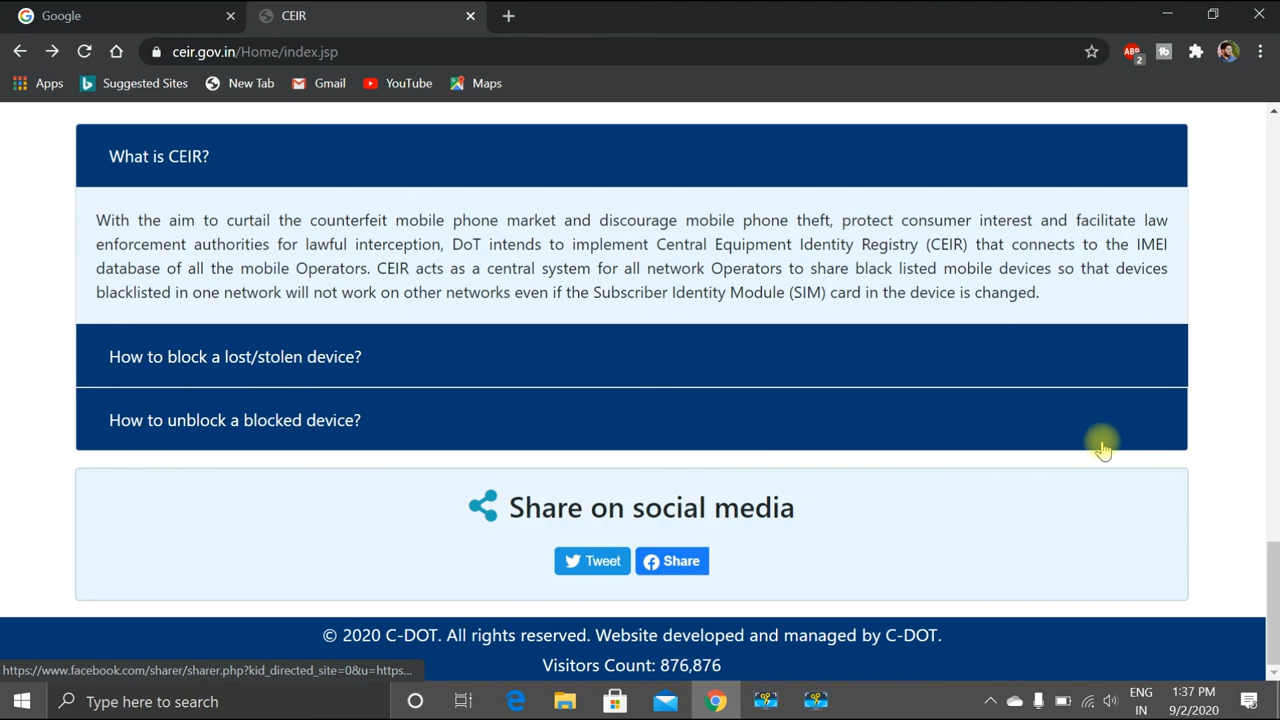 Google
CEIR
ceir.gov.in/Home/index.jsp
ABP
2
tb
Apps
Suggested Sites
New Tab
Gmail
YouTube
Maps
What is CEIR?
With the aim to curtail the counterfeit mobile phone market and discourage mobile phone theft, protect consumer interest and facilitate law
enforcement authorities for lawful interception, DoT intends to implement Central Equipment Identity Registry (CEIR) that connects to the IMEI
database of all the mobile Operators. CEIR acts as a central system for all network Operators to share black listed mobile devices so that devices
blacklisted in one network will not work on other networks even if the Subscriber Identity Module (SIM) card in the device is changed.
How to block a lost/stolen device?
How to unblock a blocked device?
Share on social media
Tweet
Share
© 2020 C-DOT. All rights reserved. Website developed and managed by C-DOT.
Visitors Count: 876,876
https://www.facebook.com/sharer/sharer.php?kid_directed_site=0&u=https...
Type here to search
ENG
IN
1:37 PM
9/2/2020